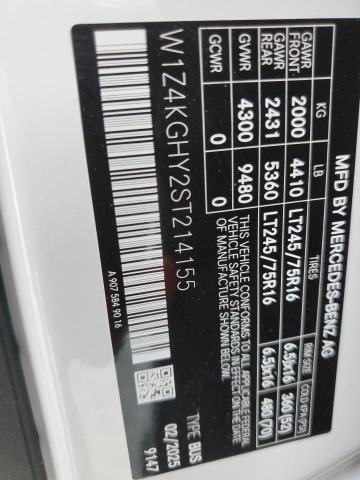 MFD BY MERCEDES-BENZ AG
KG LB TIRES RIM SIZE COLD KPA/(PSI)
GAWR FRONT 2000 4410 LT245/75R16 6.5Jx16 360 (52)
GAWR REAR 2431 5360 LT245/75R16 6.5Jx16 480 (70)
GVWR 4300 9480 THIS VEHICLE CONFORMS TO ALL APPLICABLE FEDERAL
VEHICLE SAFETY STANDARDS IN EFFECT ON THE
GCWR 0 0 DATE OF MANUFACTURE SHOWN ABOVE
W1Z4KGHY2ST214155 TYPE BUS 02/2025
A 907 584 90 16 9147